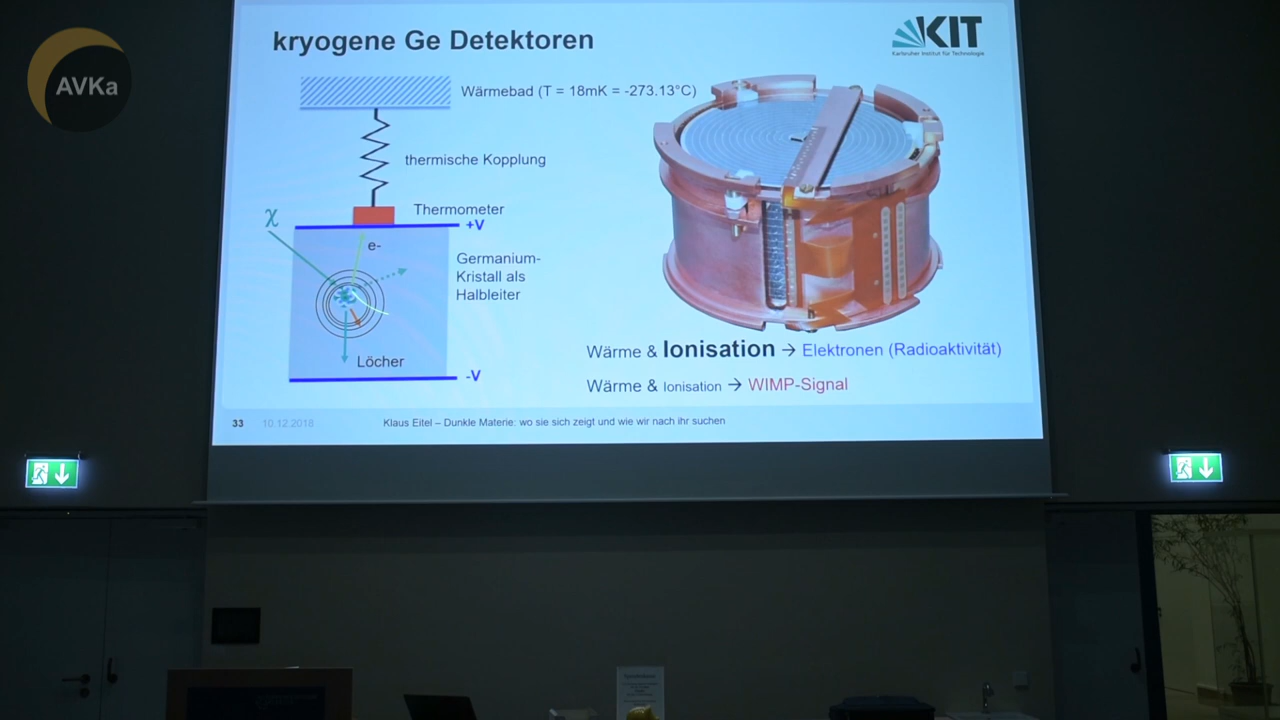 AVKa
kryogene Ge Detektoren
KIT
Karlsruher Institut für Technologie
Wärmebad (T = 18mK = -273.13°C)
thermische Kopplung
Thermometer
+V
χ
e-
Germanium-
Kristall als
Halbleiter
Löcher
-V
Wärme & Ionisation → Elektronen (Radioaktivität)
Wärme & Ionisation → WIMP-Signal
33 10.12.2018 Klaus Eitel – Dunkle Materie: wo sie sich zeigt und wie wir nach ihr suchen